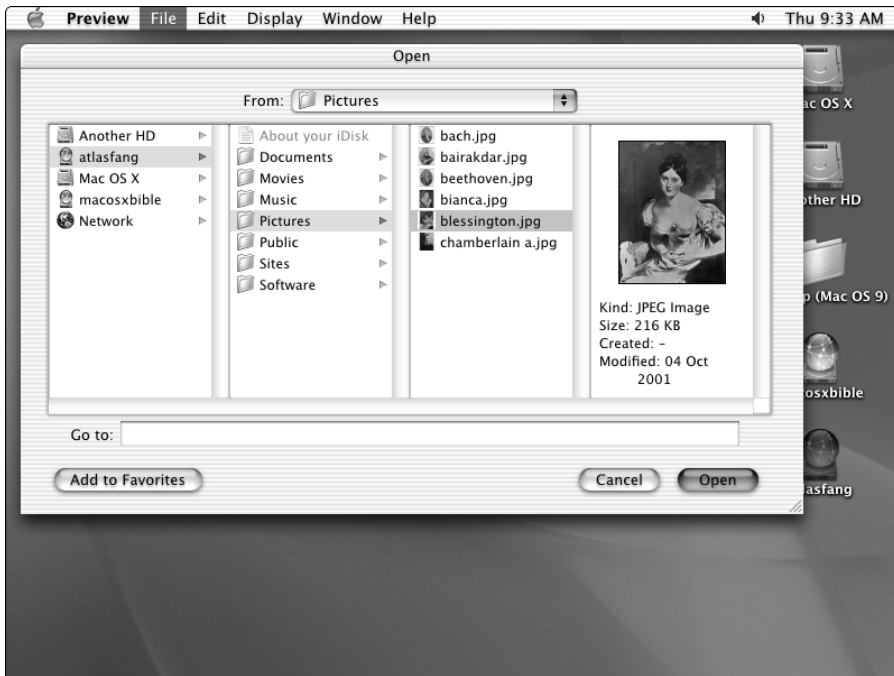 Preview File Edit Display Window Help Thu 9:33 AM
Open
From: Pictures
Another HD
atlasfang
Mac OS X
macosxbible
Network
About your iDisk
Documents
Movies
Music
Pictures
Public
Sites
Software
bach.jpg
bairakdar.jpg
beethoven.jpg
bianca.jpg
blessington.jpg
chamberlain a.jpg
Kind: JPEG Image
Size: 216 KB
Created: –
Modified: 04 Oct
2001
Go to:
Add to Favorites Cancel Open
ac OS X
other HD
p (Mac OS 9)
osxbible
lasfang